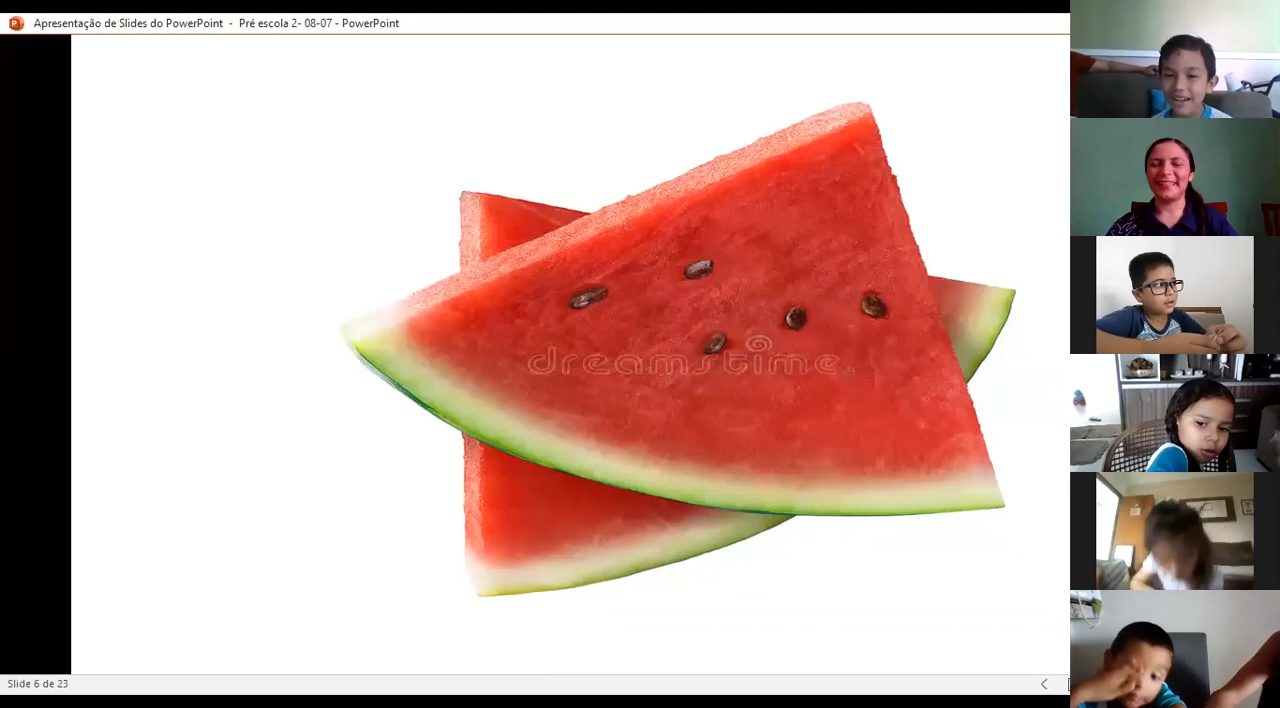 Apresentação de Slides do PowerPoint - Pré escola 2- 08-07 - PowerPoint
dreamstime.
Slide 6 de 23